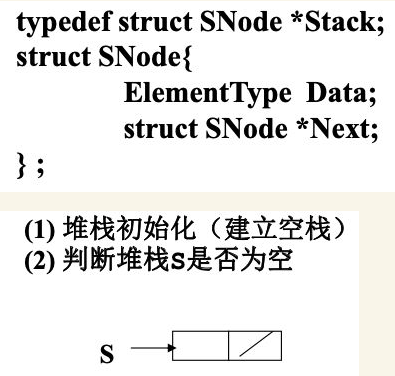 typedef struct SNode *Stack;
struct SNode{
ElementType Data;
struct SNode *Next;
} ;
(1) 堆栈初始化（建立空栈）
(2) 判断堆栈S是否为空
S